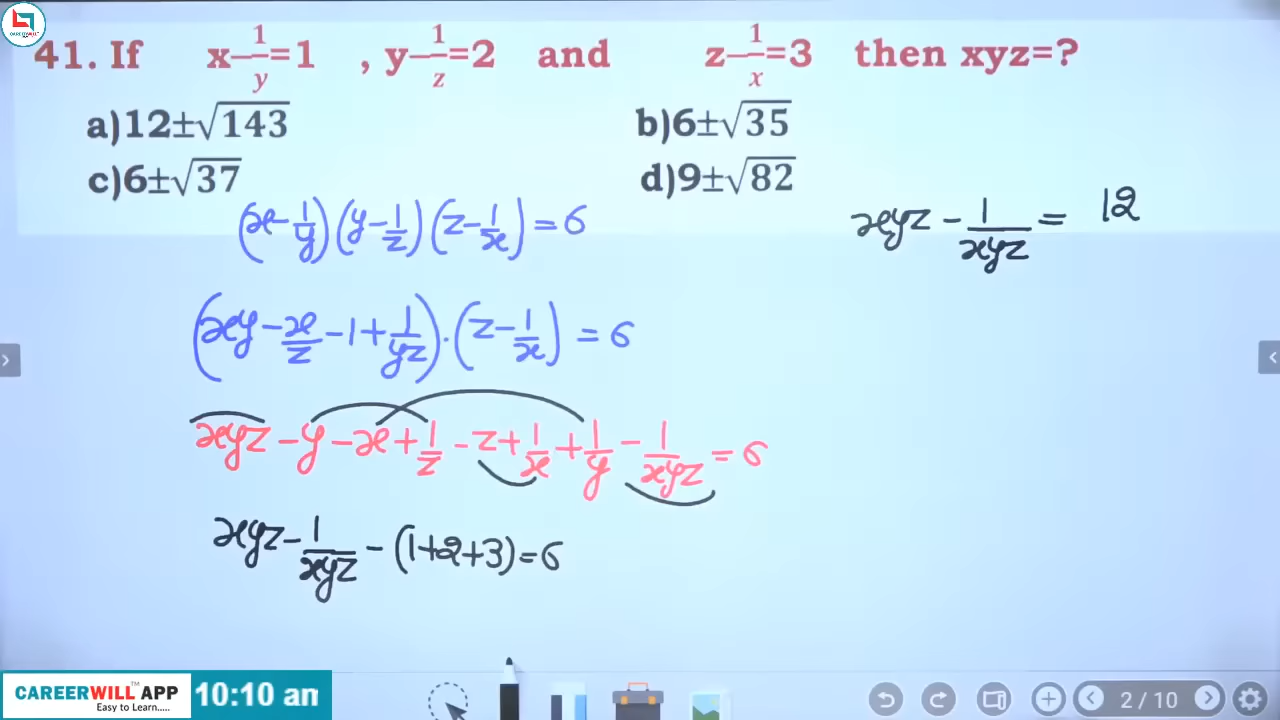 CAREERWILL
41. If x-1/y=1 , y-1/z=2 and z-1/x=3 then xyz=?
a)12±√143 b)6±√35
c)6±√37 d)9±√82
(x-1/y)(y-1/z)(z-1/x)=6
xyz-1/xyz= 12
(xy-x/z-1+1/yz)·(z-1/x)=6
xyz-y-x+1/z-z+1/x+1/y-1/xyz=6
xyz-1/xyz-(1+2+3)=6
CAREERWILL™ APP
Easy to Learn.....
10:10 am
2 / 10